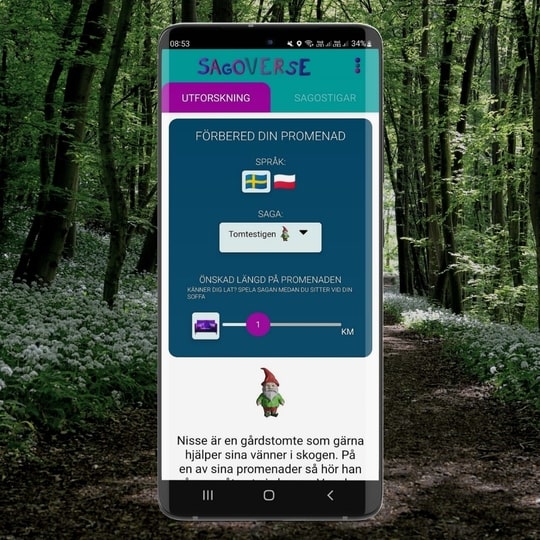 08:53
34%
SAGOVERSE
UTFORSKNING
SAGOSTIGAR
FÖRBERED DIN PROMENAD
SPRÅK:
SAGA:
Tomtestigen
ÖNSKAD LÄNGD PÅ PROMENADEN
KÄNNER DIG LAT? SPELA SAGAN MEDAN DU SITTER VID DIN
SOFFA
1
KM
Nisse är en gårdstomte som gärna
hjälper sina vänner i skogen. På
en av sina promenader så hör han